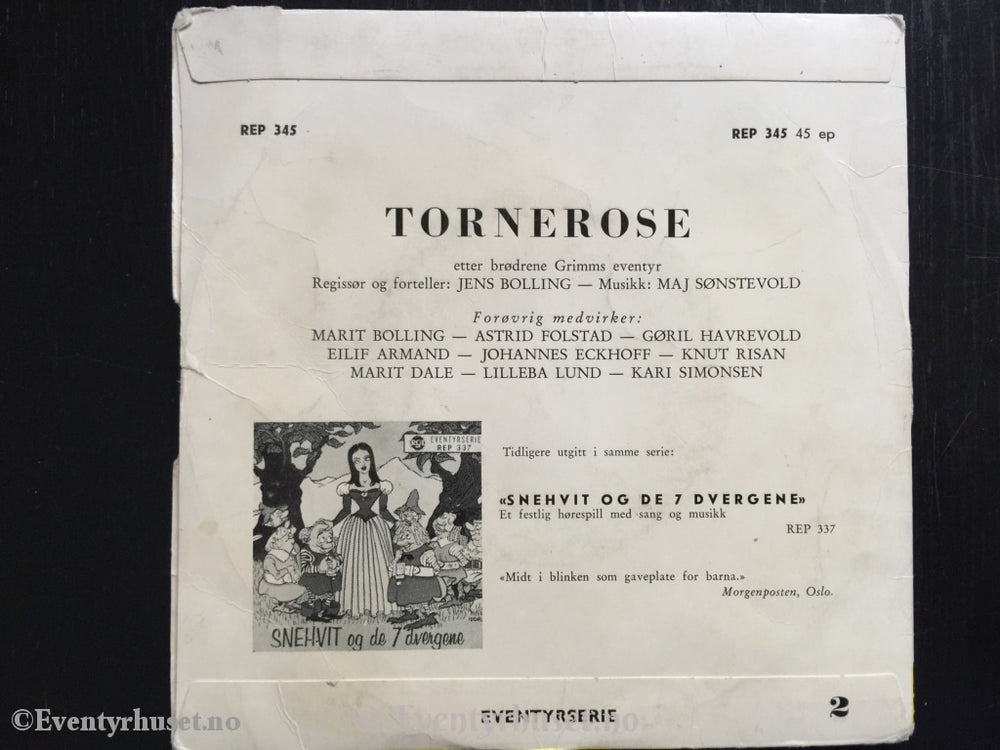 REP 345
REP 345 45 ep
TORNEROSE
etter brødrene Grimms eventyr
Regissør og forteller: JENS BOLLING — Musikk: MAJ SØNSTEVOLD
Forøvrig medvirker:
MARIT BOLLING — ASTRID FOLSTAD — GØRIL HAVREVOLD
EILIF ARMAND — JOHANNES ECKHOFF — KNUT RISAN
MARIT DALE — LILLEBA LUND — KARI SIMONSEN
EVENTYRSERIE
REP 337
SNEHVIT og de 7 dvergene
Tidligere utgitt i samme serie:
«SNEHVIT OG DE 7 DVERGENE»
Et festlig hørespill med sang og musikk
REP 337
«Midt i blinken som gaveplate for barna.»
Morgenposten, Oslo.
EVENTYRSERIE
2
©Eventyrhuset.no
©Eventyrhuset.no